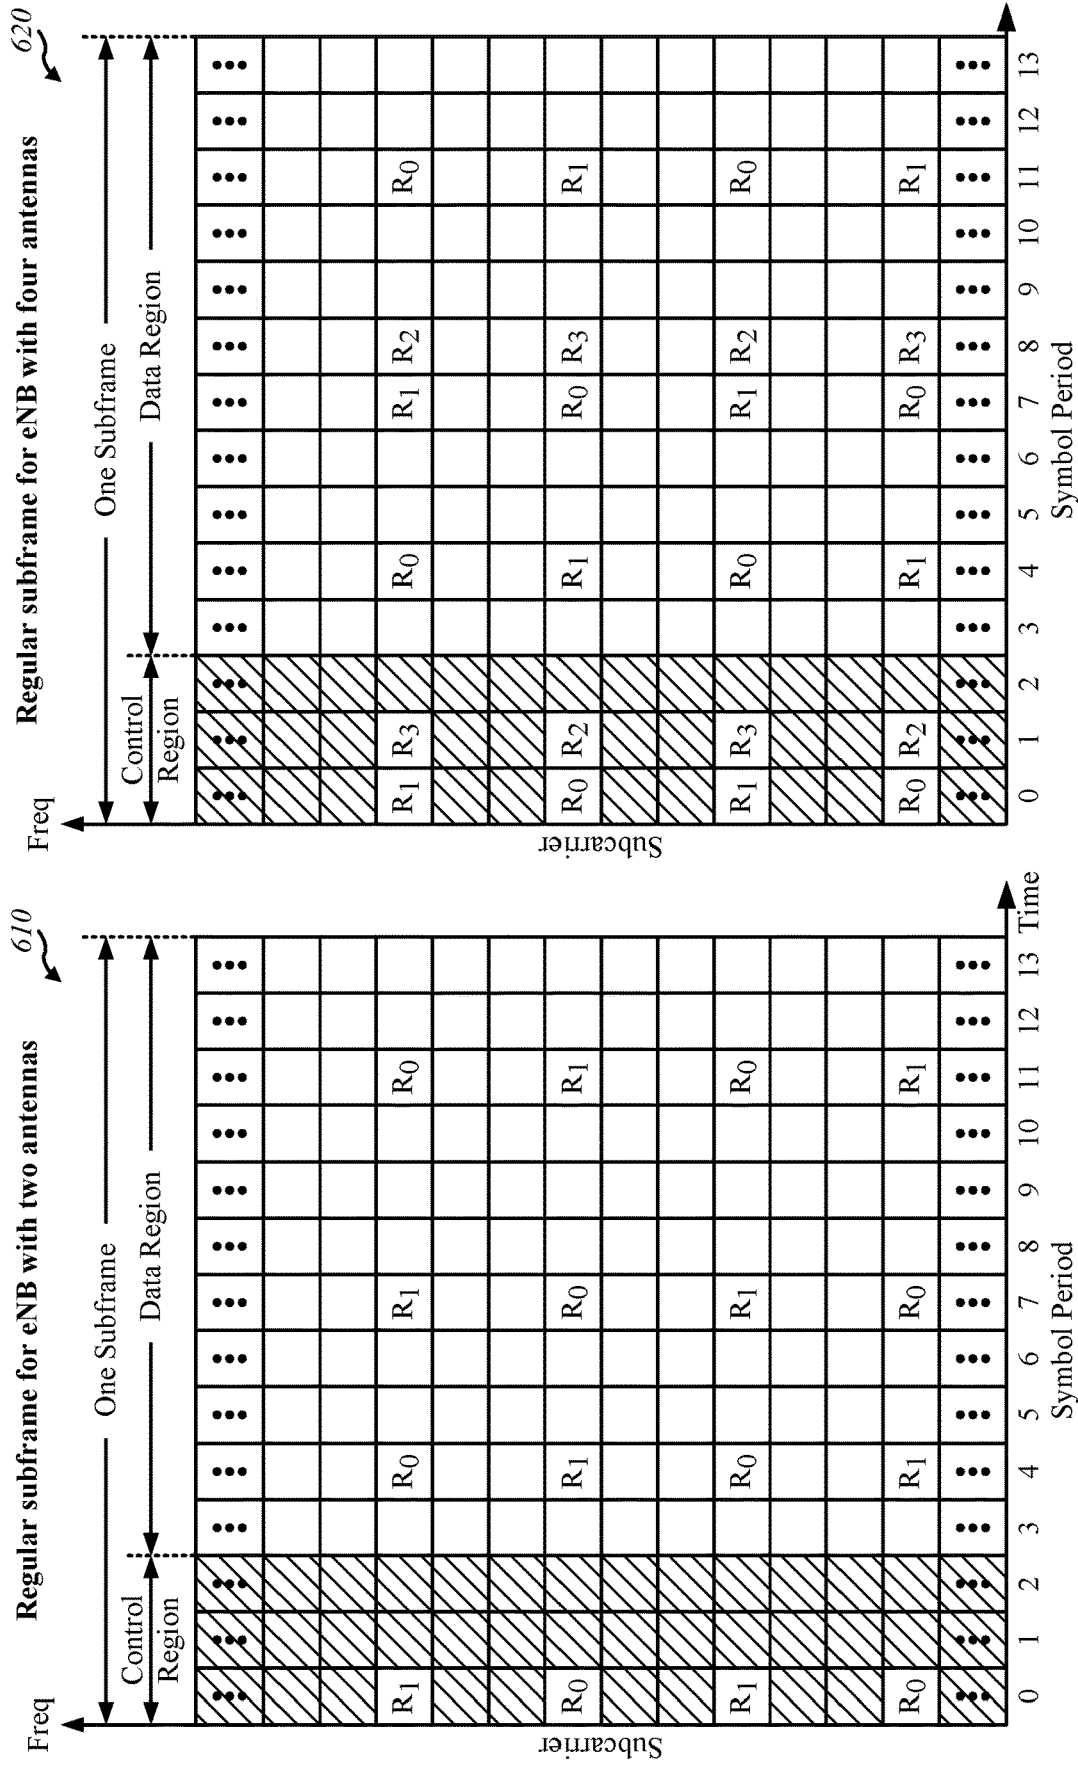 Regular subframe for eNB with two antennas
610
Freq
One Subframe
Control
Region
Data Region
Subcarrier
R0 R1 R0 R1
R1 R0 R1 R0
R0 R1 R0 R1
R1 R0 R1 R0
0 1 2 3 4 5 6 7 8 9 10 11 12 13
Time
Symbol Period
Regular subframe for eNB with four antennas
620
Freq
One Subframe
Control
Region
Data Region
Subcarrier
R1 R3 R0 R1 R2 R0
R0 R2 R1 R0 R3 R1
R1 R3 R0 R1 R2 R0
R0 R2 R1 R0 R3 R1
0 1 2 3 4 5 6 7 8 9 10 11 12 13
Symbol Period